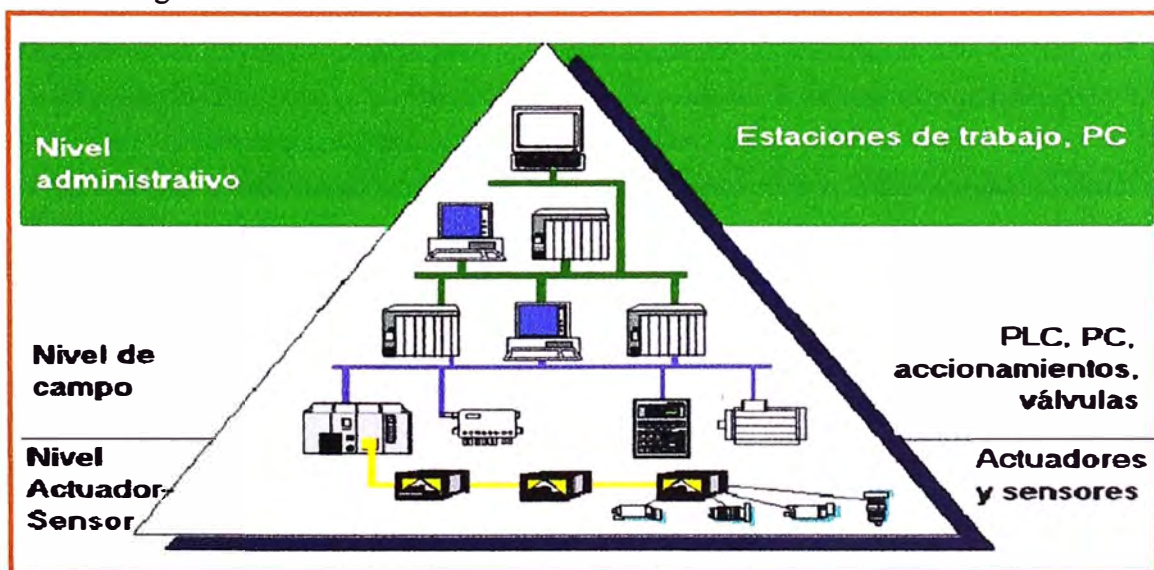 Nivel
administrativo
Estaciones de trabajo, PC
Nivel de
campo
PLC, PC,
accionamientos,
válvulas
Nivel
Actuador-
Sensor
Actuadores
y sensores